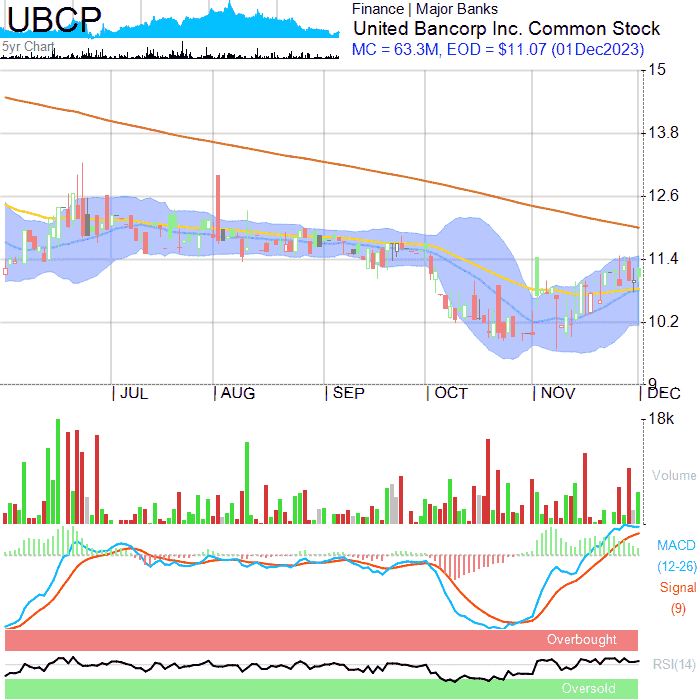 UBCP
5yr Chart
Finance | Major Banks
United Bancorp Inc. Common Stock
MC = 63.3M, EOD = $11.07 (01Dec2023)
15
13.8
12.6
11.4
10.2
9
JUL AUG SEP OCT NOV DEC
18k
Volume
MACD
(12-26)
Signal
(9)
Overbought
RSI(14)
Oversold